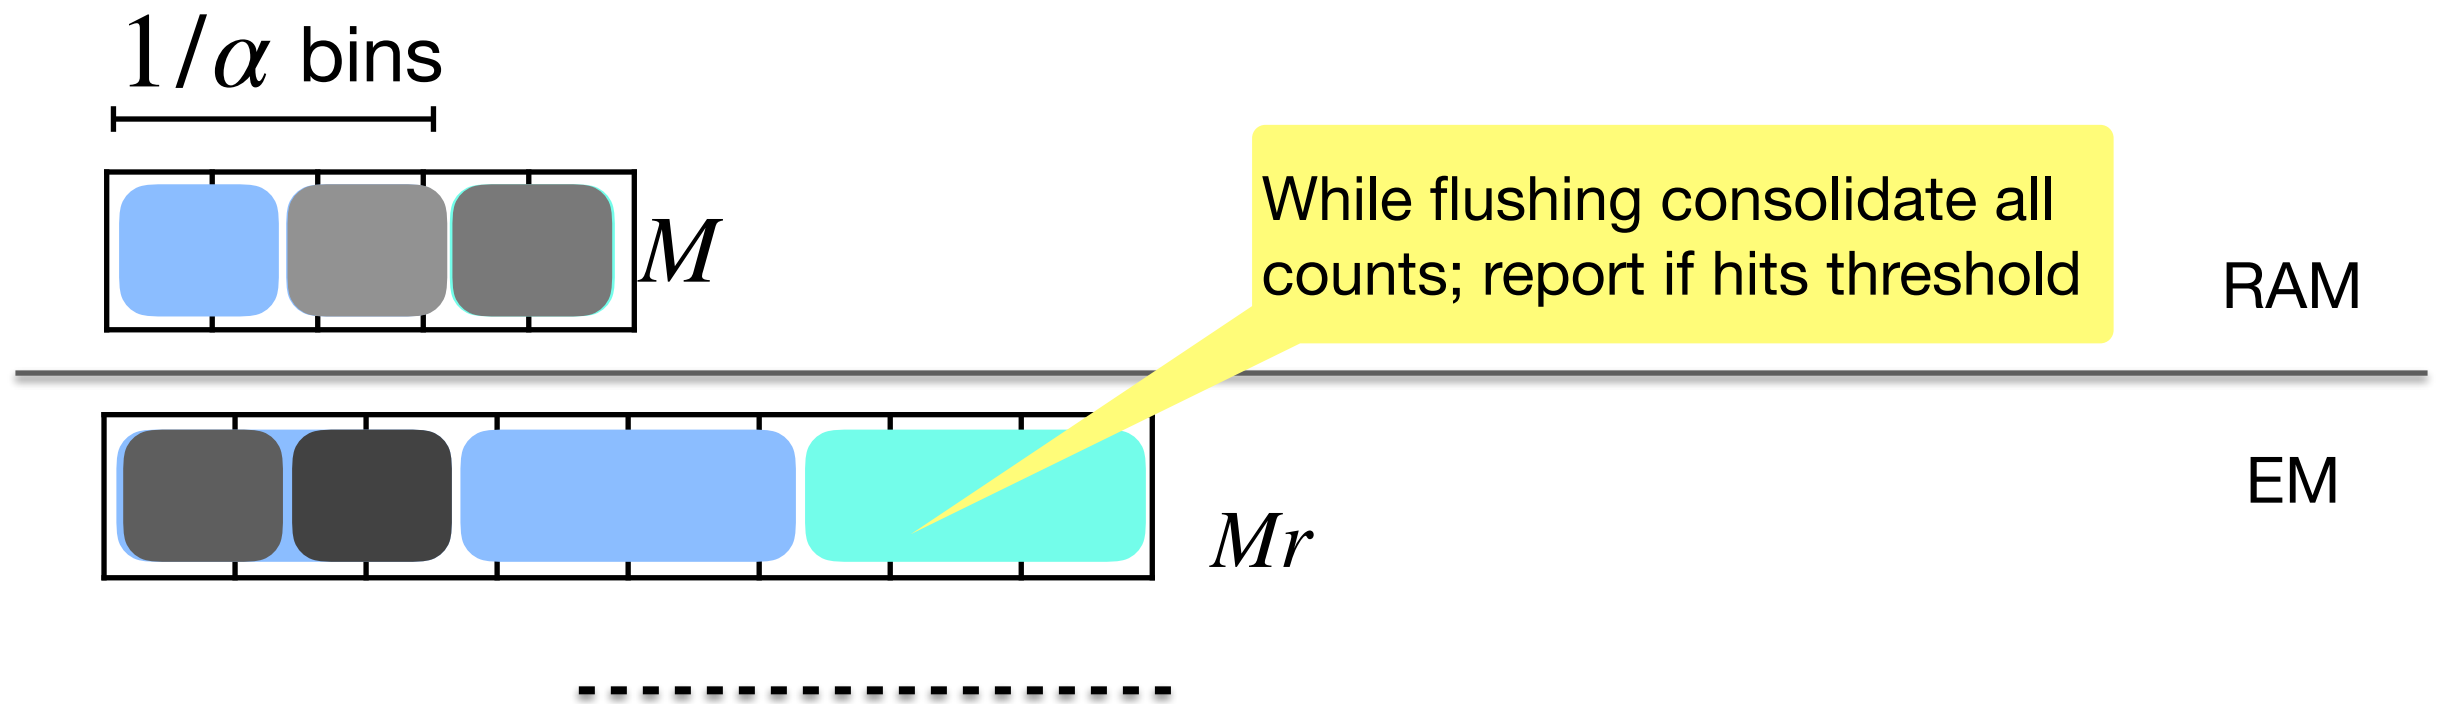 1/α bins
While flushing consolidate all
counts; report if hits threshold
M
RAM
EM
Mr